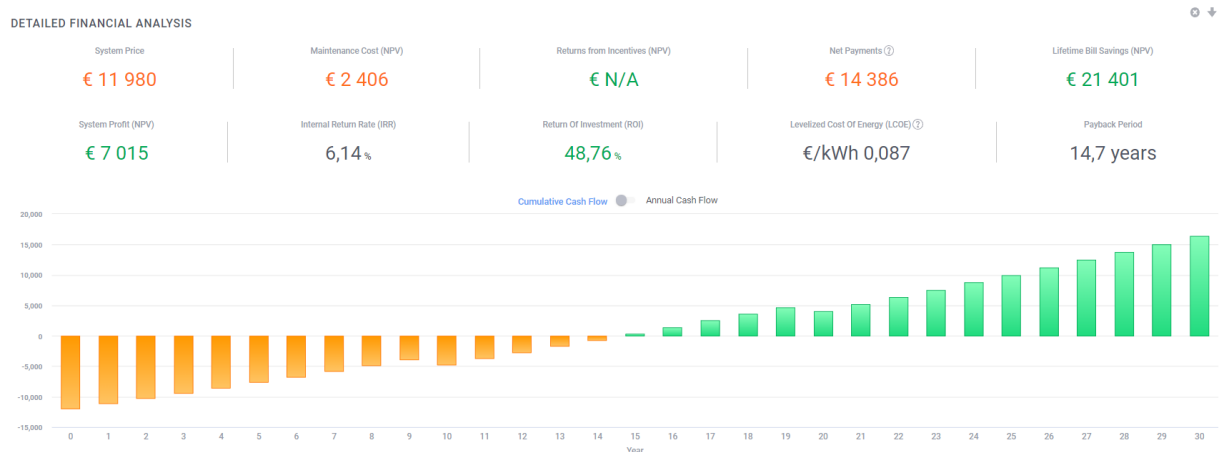 DETAILED FINANCIAL ANALYSIS
System Price
Maintenance Cost (NPV)
Returns from Incentives (NPV)
Net Payments ?
Lifetime Bill Savings (NPV)
€ 11 980
€ 2 406
€ N/A
€ 14 386
€ 21 401
System Profit (NPV)
Internal Return Rate (IRR)
Return Of Investment (ROI)
Levelized Cost Of Energy (LCOE) ?
Payback Period
€ 7 015
6,14 %
48,76 %
€/kWh 0,087
14,7 years
Cumulative Cash Flow Annual Cash Flow
20,000
15,000
10,000
5,000
0
-5,000
-10,000
-15,000
0 1 2 3 4 5 6 7 8 9 10 11 12 13 14 15 16 17 18 19 20 21 22 23 24 25 26 27 28 29 30
Year